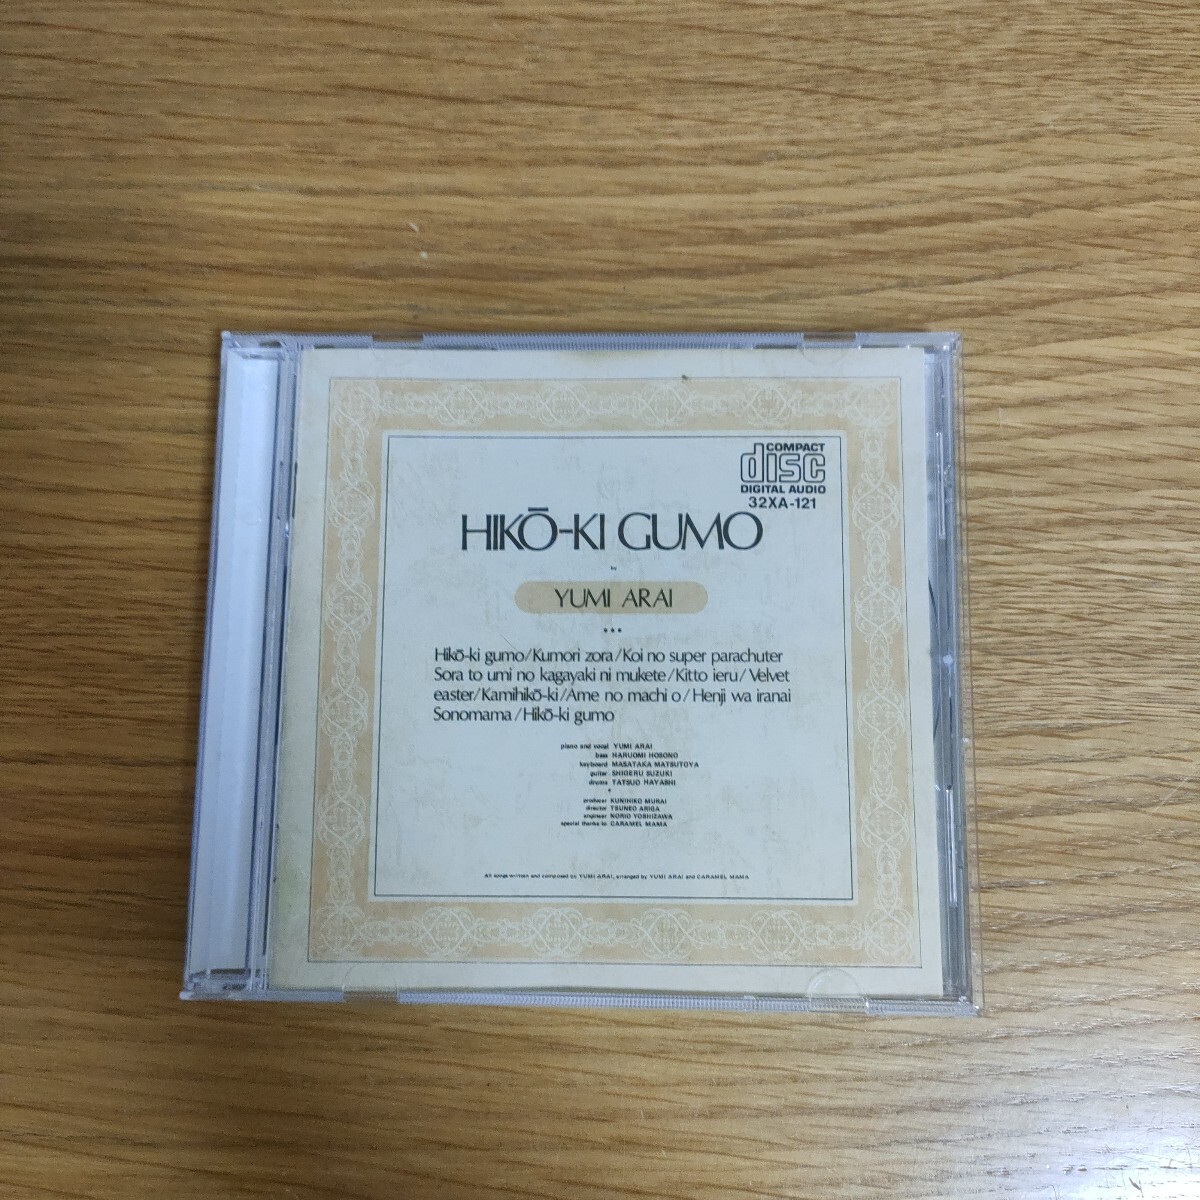 COMPACT
disc
DIGITAL AUDIO
32XA-121
HIKŌ-KI GUMO
by
YUMI ARAI
***
Hikō-ki gumo/Kumori zora/Koi no super parachuter
Sora to umi no kagayaki ni mukete/Kitto ieru/Velvet
easter/Kamihikō-ki/Ame no machi o/Henji wa iranai
Sonomama/Hikō-ki gumo
piano and vocal YUMI ARAI
bass HARUOMI HOSONO
keyboard MASATAKA MATSUTOYA
guitar SHIGERU SUZUKI
drums TATSUO HAYASHI
*
producer KUNIHIKO MURAI
director TSUNEO ARIGA
engineer NORIO YOSHIZAWA
special thanks to CARAMEL MAMA
All songs written and composed by YUMI ARAI, arranged by YUMI ARAI and CARAMEL MAMA